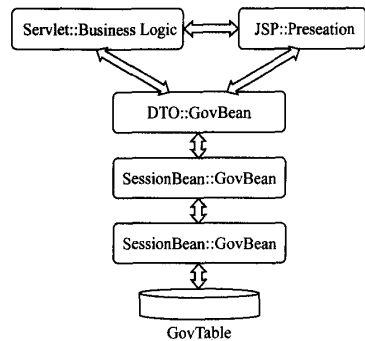 Servlet::Business Logic
JSP::Preseation
DTO::GovBean
SessionBean::GovBean
SessionBean::GovBean
GovTable